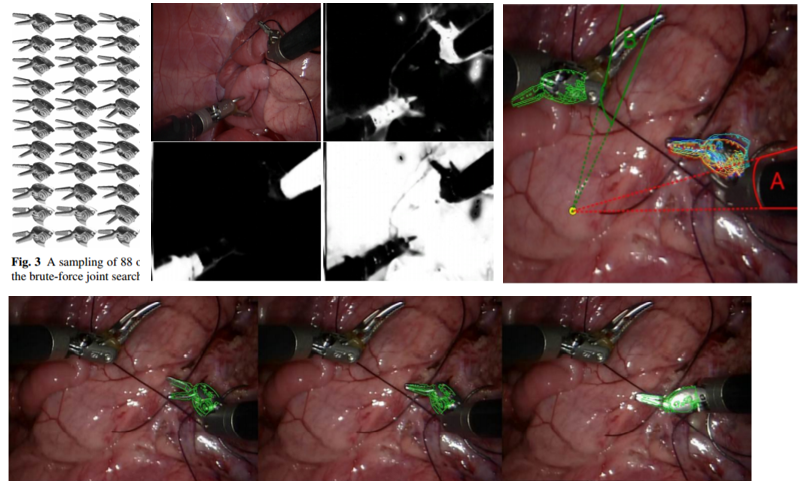 Fig. 3 A sampling of 88
the brute-force joint search
A